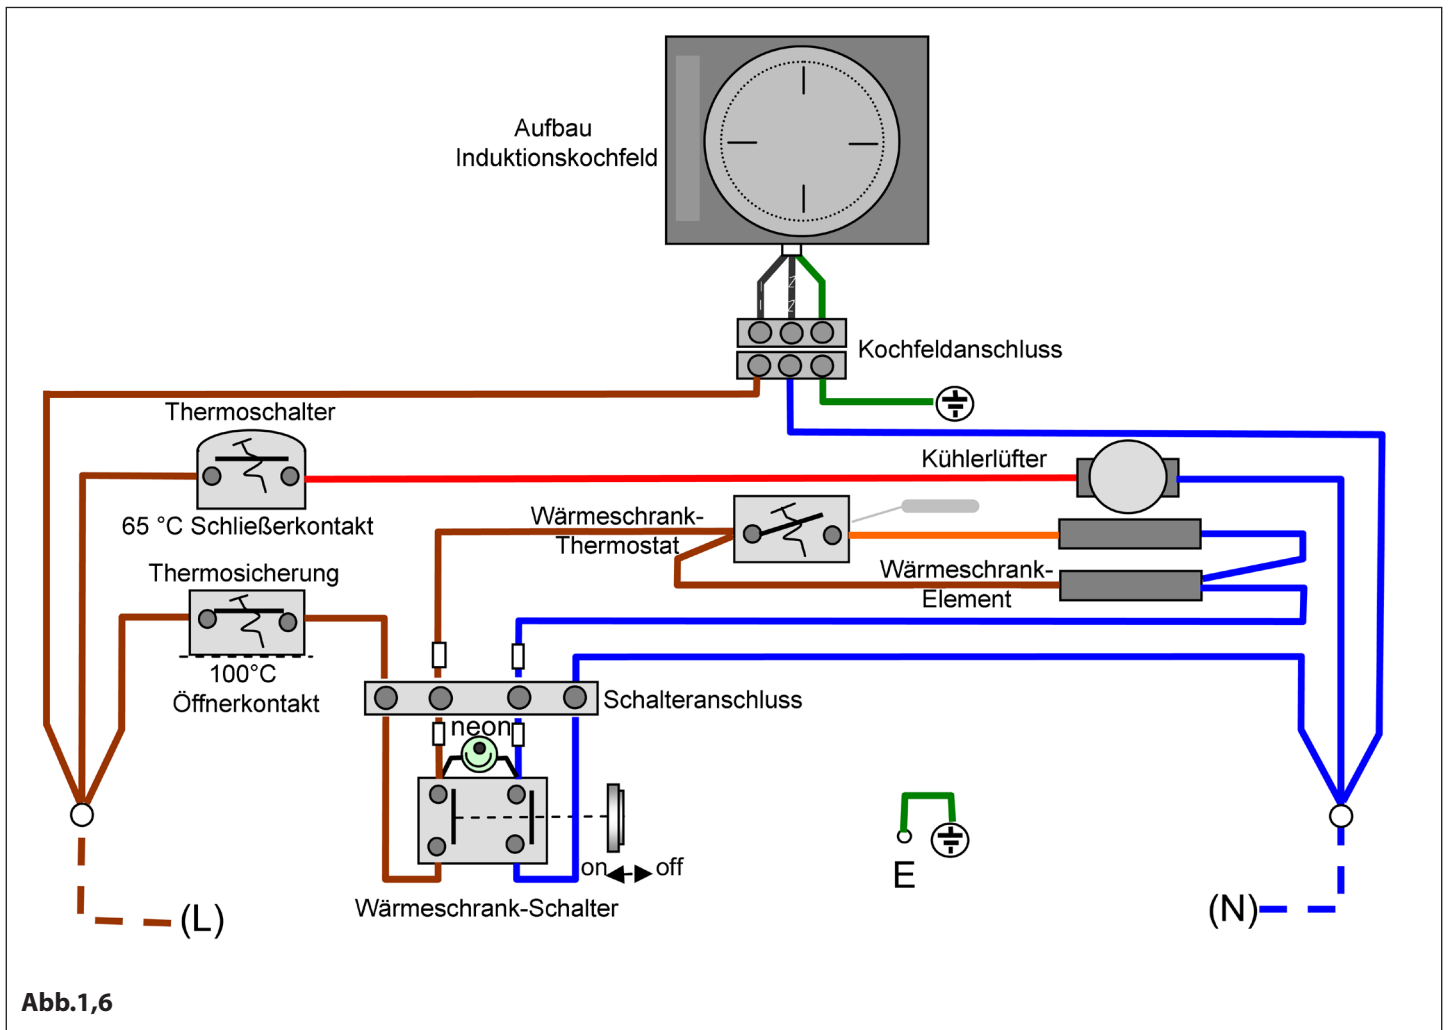 Aufbau
Induktionskochfeld
Kochfeldanschluss
Thermoschalter
65 °C Schließerkontakt
Kühlerlüfter
Wärmeschrank-
Thermostat
Wärmeschrank-
Element
Thermosicherung
100°C
Öffnerkontakt
Schalteranschluss
neon
on
off
Wärmeschrank-Schalter
E
(L)
(N)
Abb.1,6